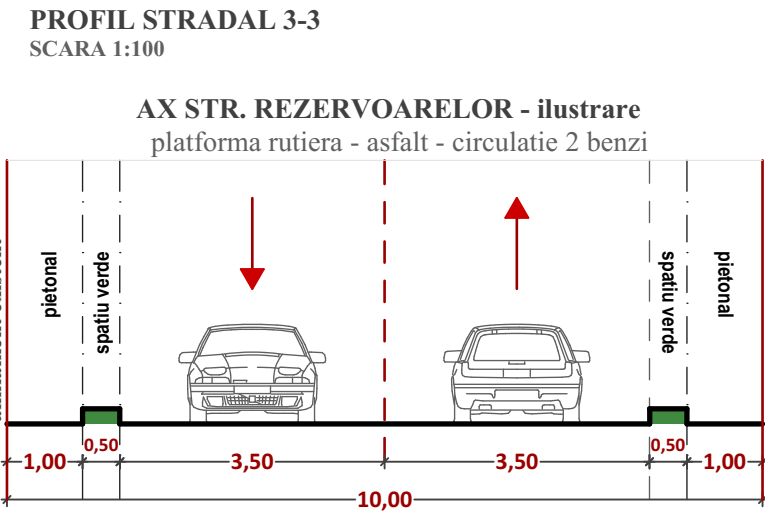 PROFIL STRADAL 3-3
SCARA 1:100
AX STR. REZERVOARELOR - ilustrare
platforma rutiera - asfalt - circulatie 2 benzi
pietonal
spatiu verde
spatiu verde
pietonal
0,50
0,50
1,00
3,50
3,50
1,00
10,00